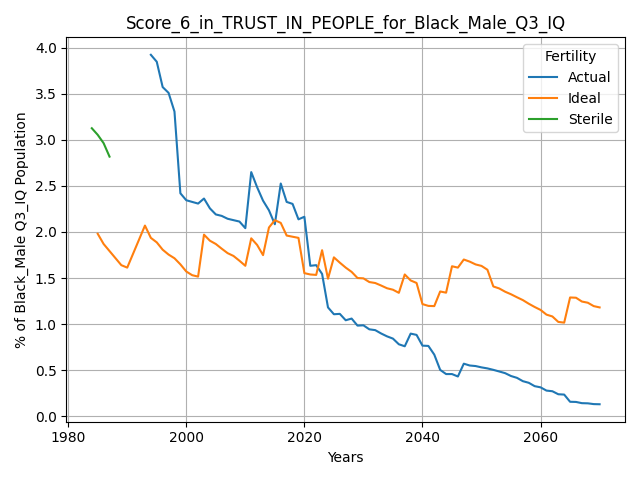 Score_6_in_TRUST_IN_PEOPLE_for_Black_Male_Q3_IQ
Fertility
Actual
Ideal
Sterile
% of Black_Male Q3_IQ Population
4.0
3.5
3.0
2.5
2.0
1.5
1.0
0.5
0.0
1980 2000 2020 2040 2060
Years